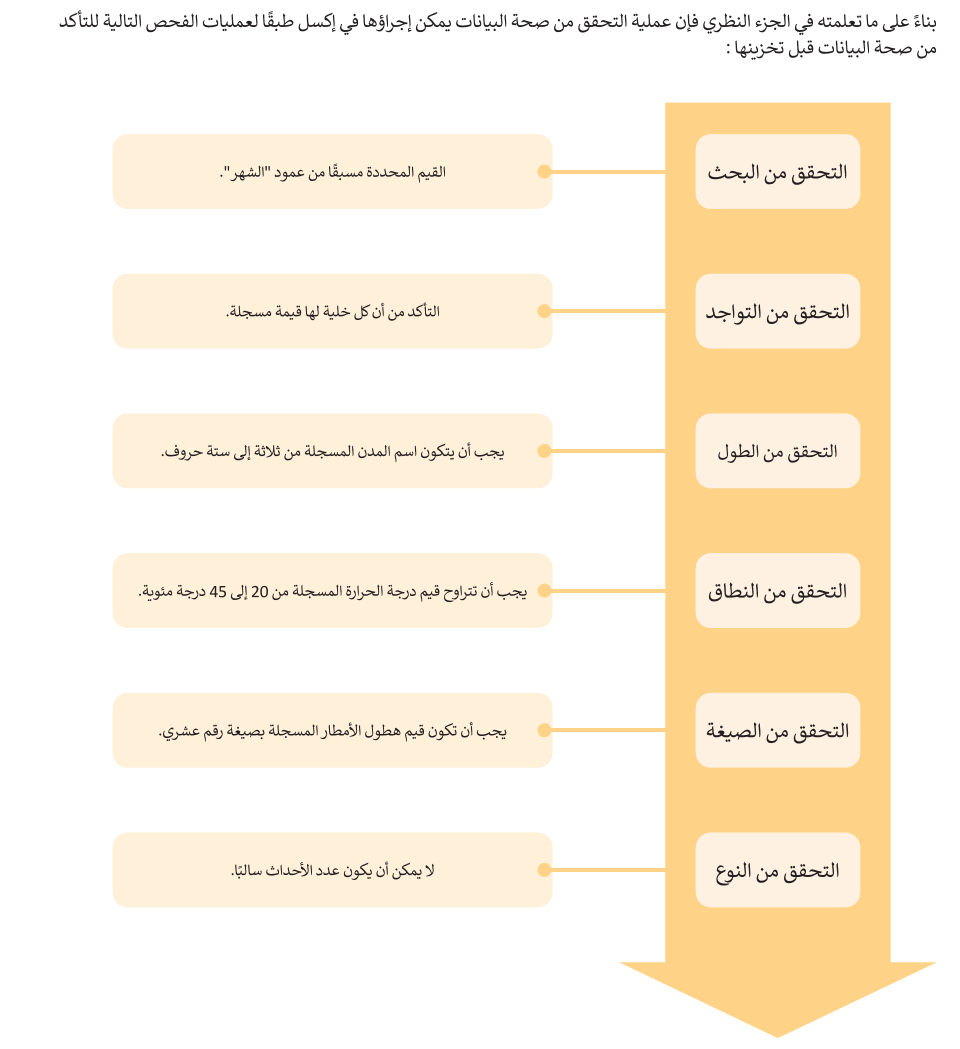 بناءً على ما تعلمته في الجزء النظري فإن عملية التحقق من صحة البيانات يمكن إجراؤها في إكسل طبقًا لعمليات الفحص التالية للتأكد
من صحة البيانات قبل تخزينها :
التحقق من البحث
القيم المحددة مسبقًا من عمود "الشهر".
التحقق من التواجد
التأكد من أن كل خلية لها قيمة مسجلة.
التحقق من الطول
يجب أن يتكون اسم المدن المسجلة من ثلاثة إلى ستة حروف.
التحقق من النطاق
يجب أن تتراوح قيم درجة الحرارة المسجلة من 20 إلى 45 درجة مئوية.
التحقق من الصيغة
يجب أن تكون قيم هطول الأمطار المسجلة بصيغة رقم عشري.
التحقق من النوع
لا يمكن أن يكون عدد الأحداث سالبًا.